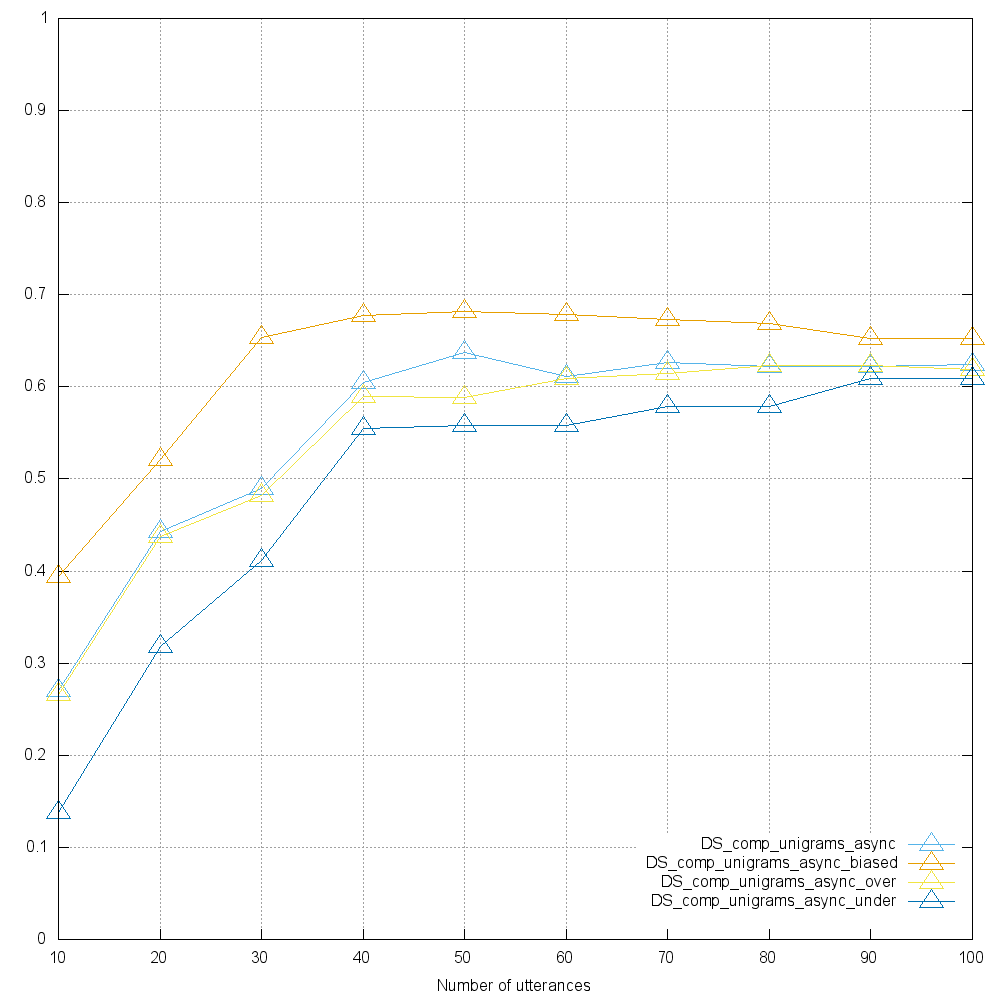 1
0.9
0.8
0.7
0.6
0.5
0.4
0.3
0.2
0.1
0
DS_comp_unigrams_async
DS_comp_unigrams_async_biased
DS_comp_unigrams_async_over
DS_comp_unigrams_async_under
10 20 30 40 50 60 70 80 90 100
Number of utterances